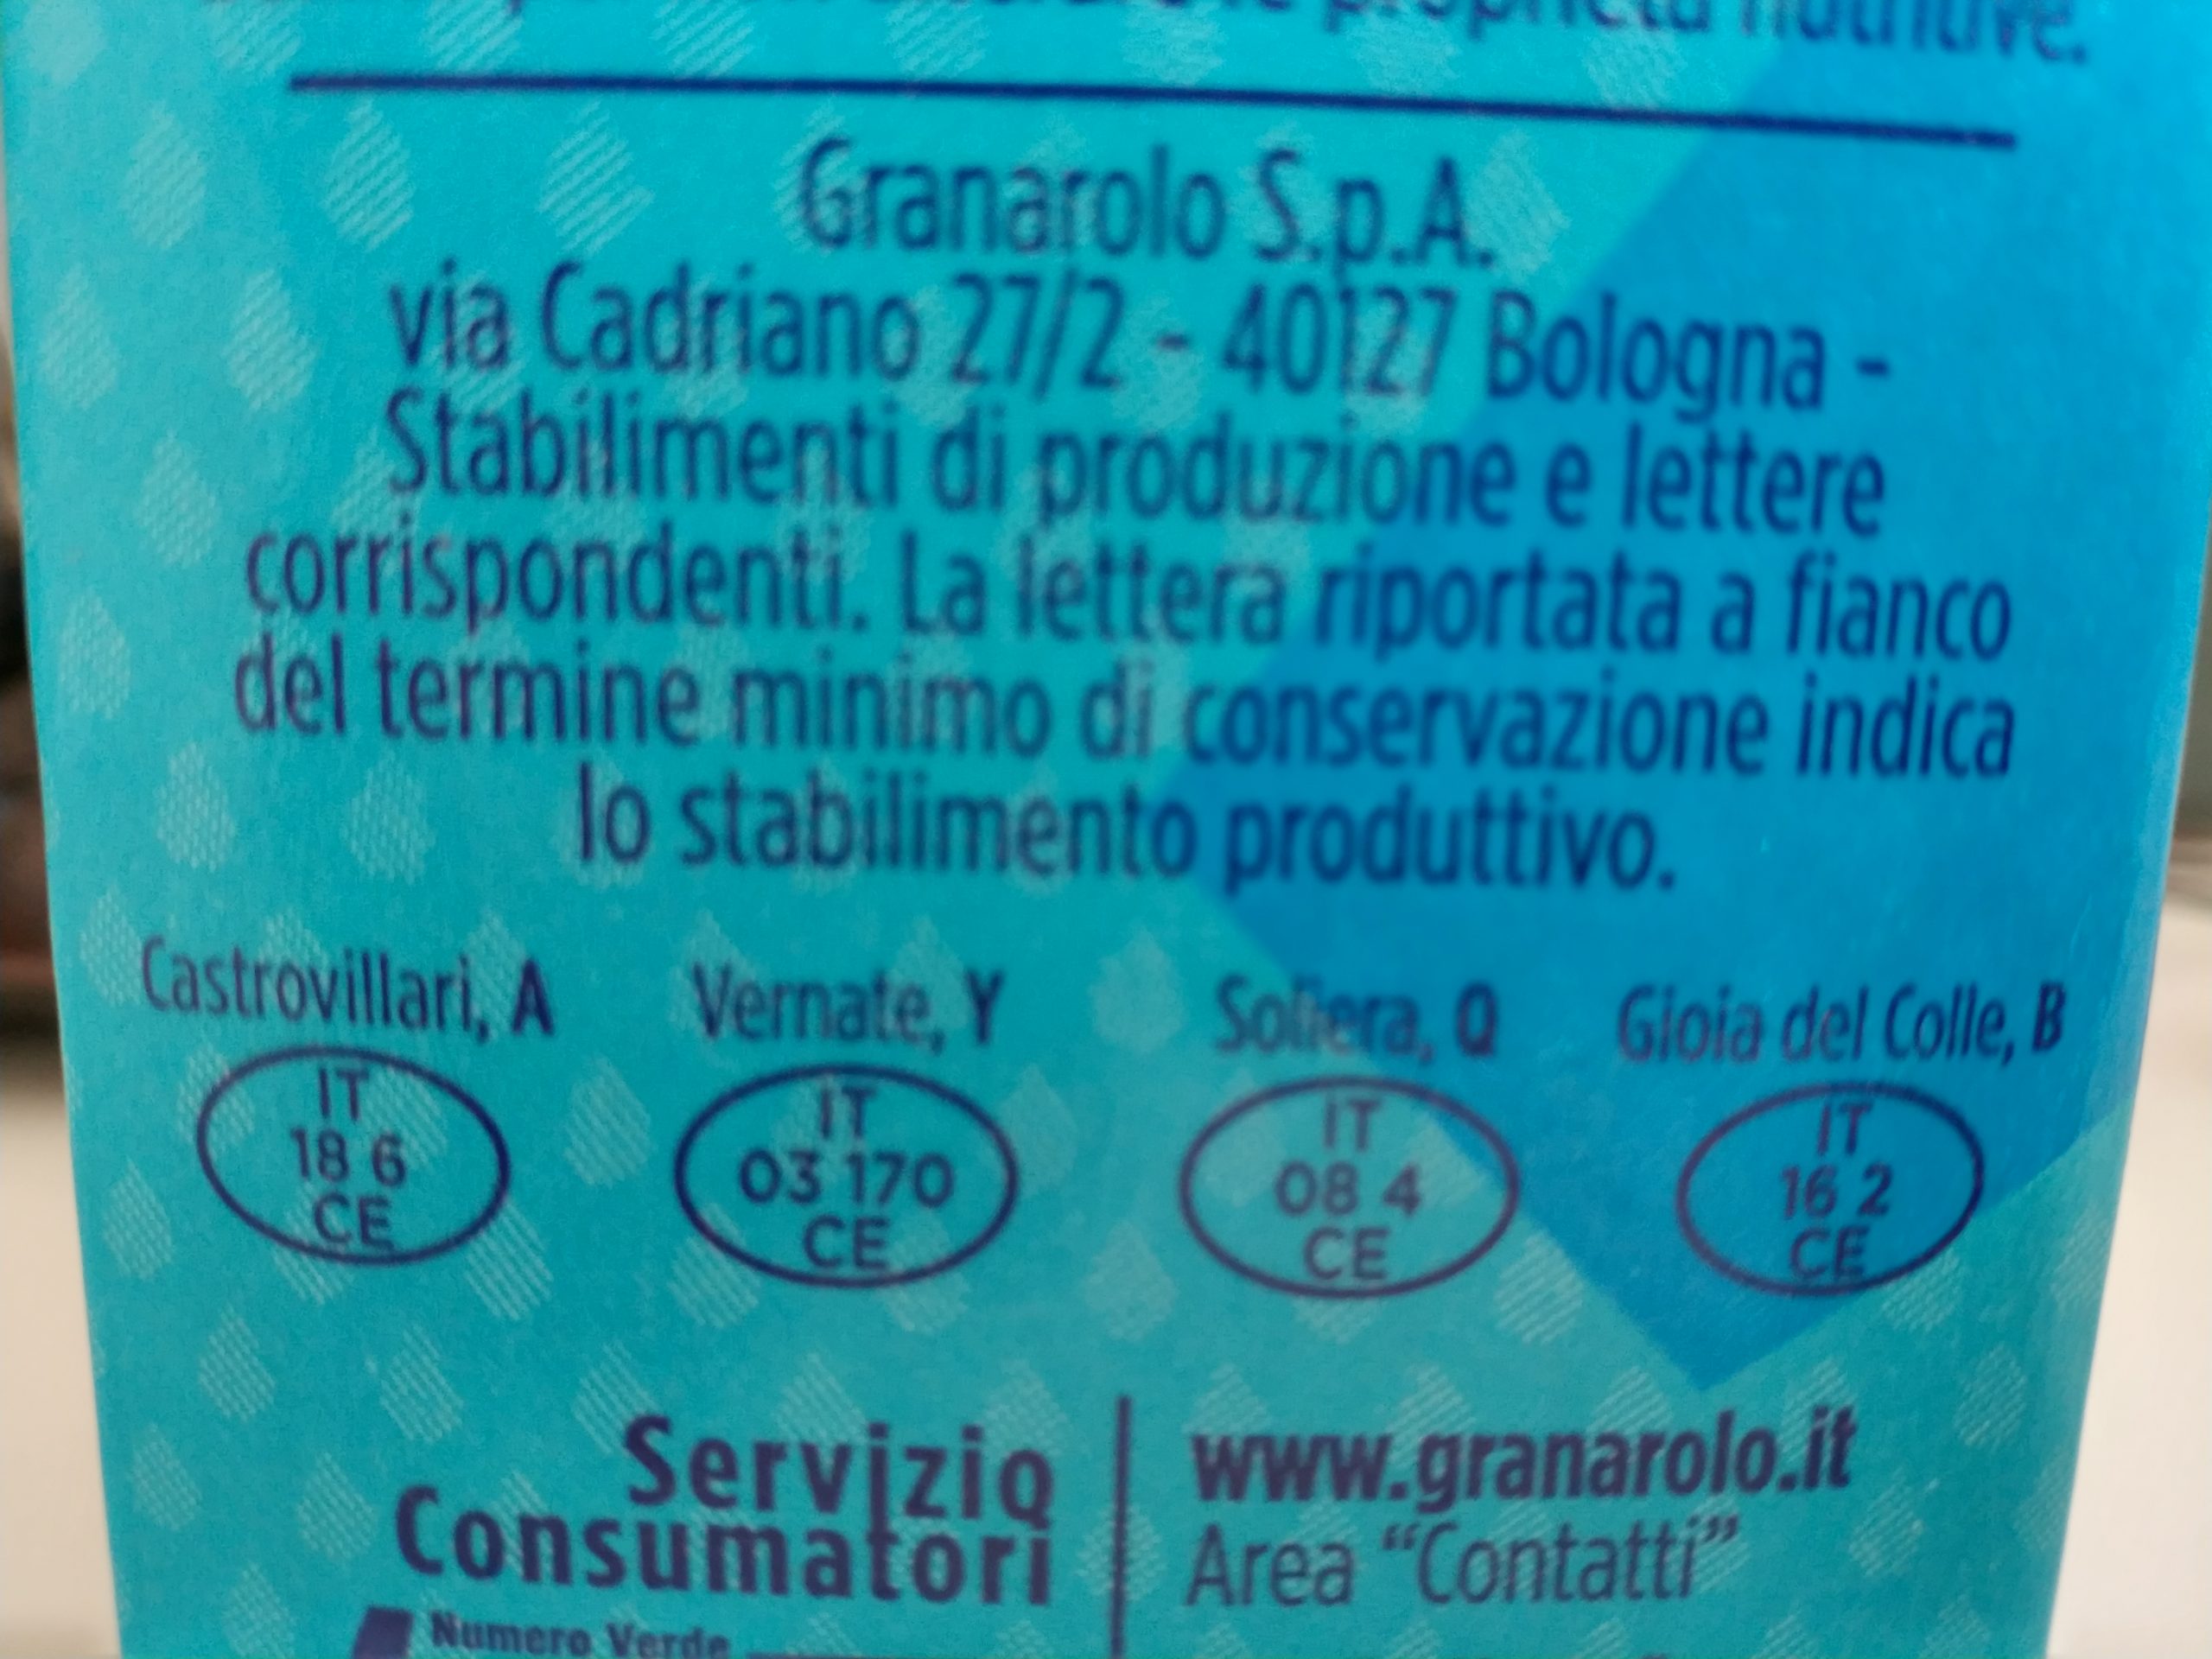 proprietà nutritive.
Granarolo S.p.A.
via Cadriano 27/2 - 40127 Bologna -
Stabilimenti di produzione e lettere
corrispondenti. La lettera riportata a fianco
del termine minimo di conservazione indica
lo stabilimento produttivo.
Castrovillari, A Vernate, Y Soliera, Q Gioia del Colle, B
IT IT IT IT
18 6 03 170 08 4 16 2
CE CE CE CE
Servizio
Consumatori
www.granarolo.it
Area “Contatti”
Numero Verde